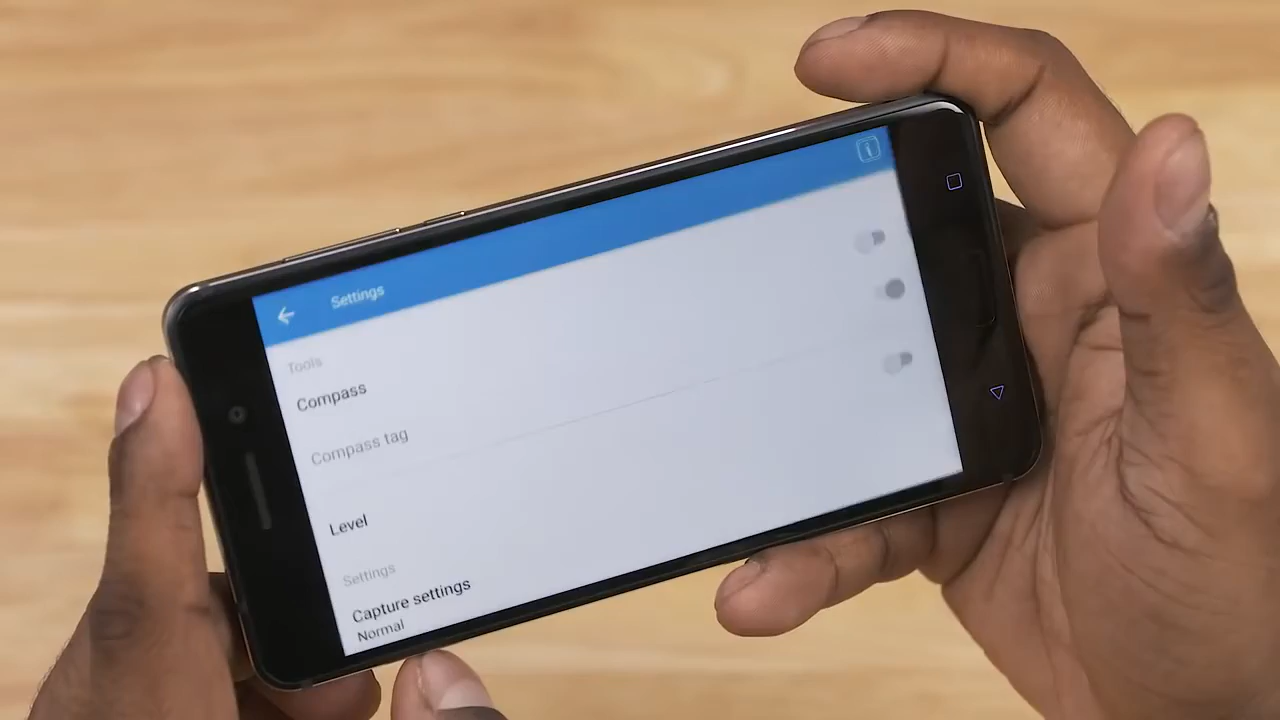 Settings
Tools
Compass
Compass tag
Level
Settings
Capture settings
Normal